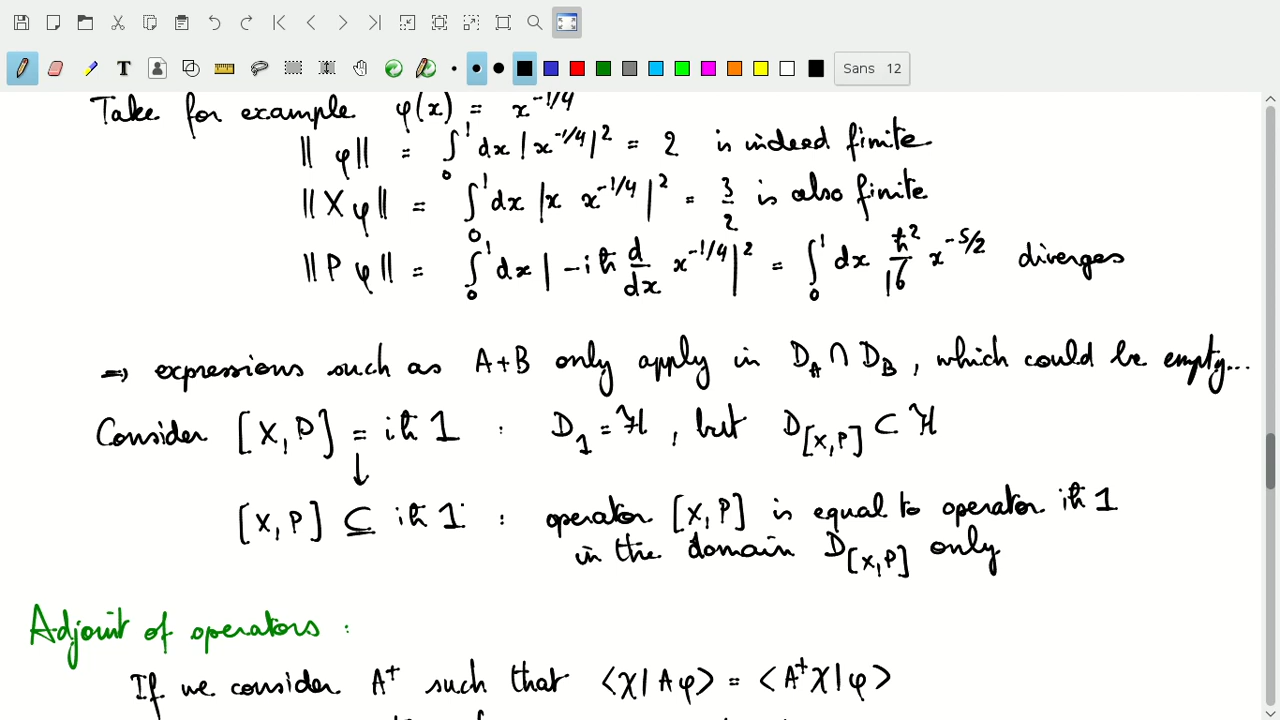 T
Sans 12
Take for example φ(x) = x^{-1/4}
‖ φ‖ = ∫₀¹ dx |x^{-1/4}|² = 2 is indeed finite
‖X φ‖ = ∫₀¹ dx |x x^{-1/4}|² = 3/2 is also finite
‖P φ‖ = ∫₀¹ dx |-iħ d/dx x^{-1/4}|² = ∫₀¹ dx ħ²/16 x^{-5/2} diverges
⇒ expressions such as A+B only apply in D_A ∩ D_B, which could be empty...
Consider [X, P] = iħ 1 : D_1 = ℋ, but D_{[X,P]} ⊂ ℋ
↓
[X, P] ⊆ iħ 1 : operator [X, P] is equal to operator iħ 1
in the domain D_{[X,P]} only
Adjoint of operators :
If we consider A⁺ such that ⟨χ|Aφ⟩ = ⟨A⁺χ|φ⟩